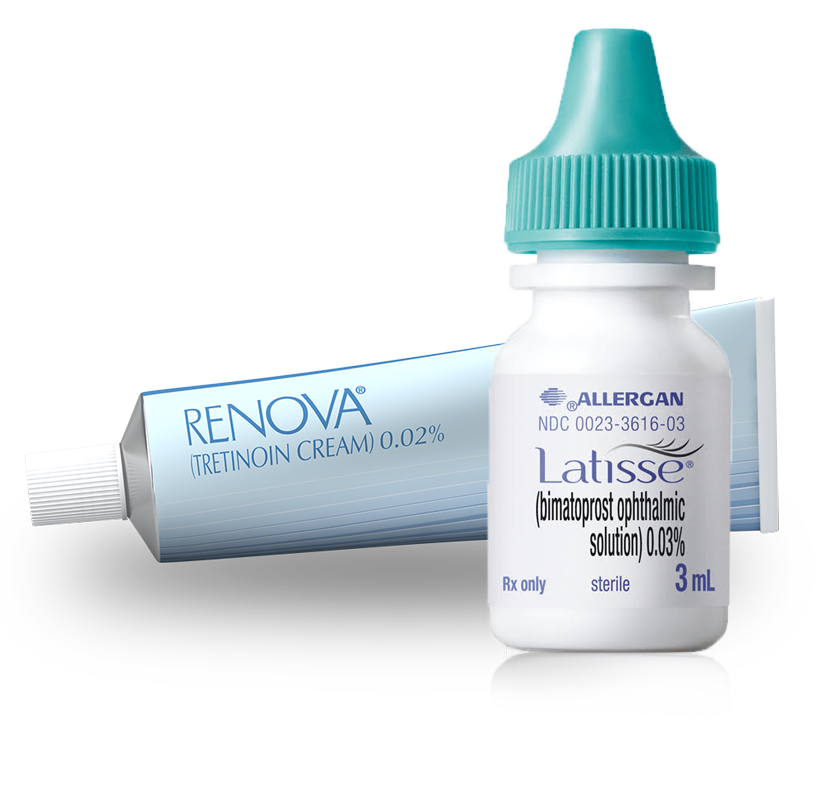 RENOVA®
(TRETINOIN CREAM) 0.02%
®ALLERGAN
NDC 0023-3616-03
Latisse®
(bimatoprost ophthalmic
solution) 0.03%
Rx only sterile 3 mL